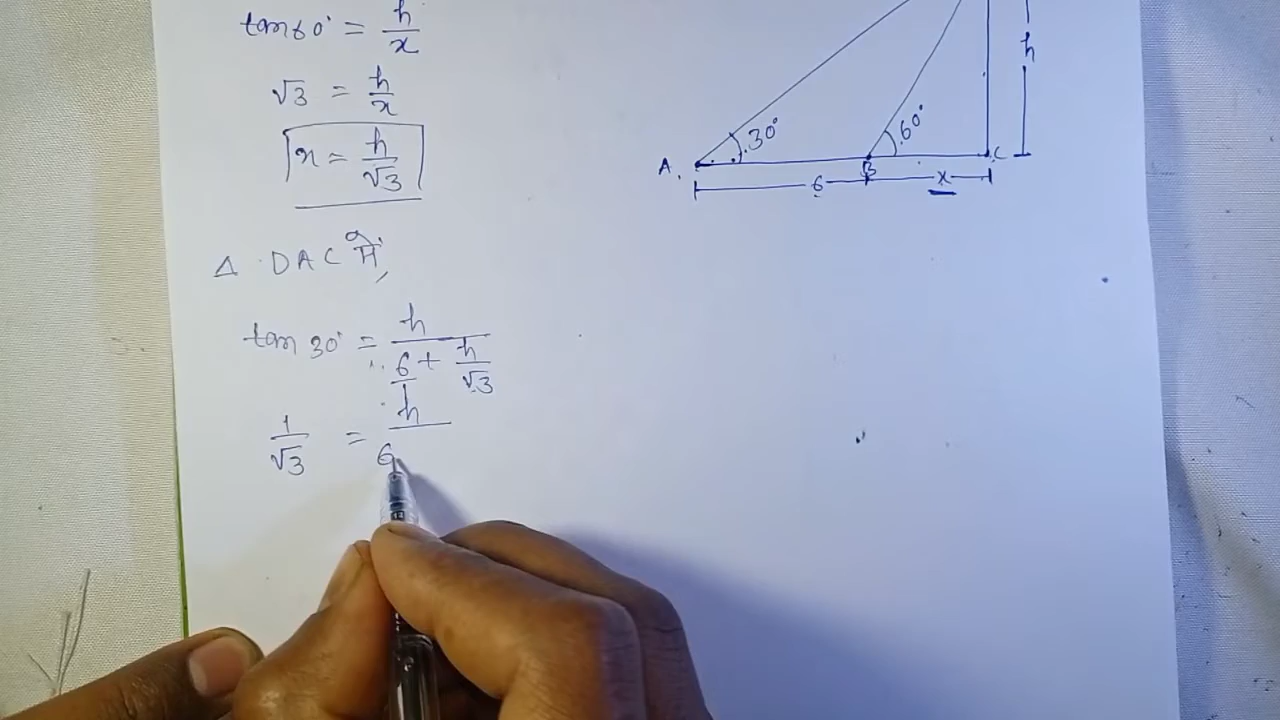 tan60° = h/x
√3 = h/x
x = h/√3
Δ DAC में,
tan 30° = h/(6 + h/√3)
1/√3 = h/6
h
30°
60°
A.
B
C
6
x